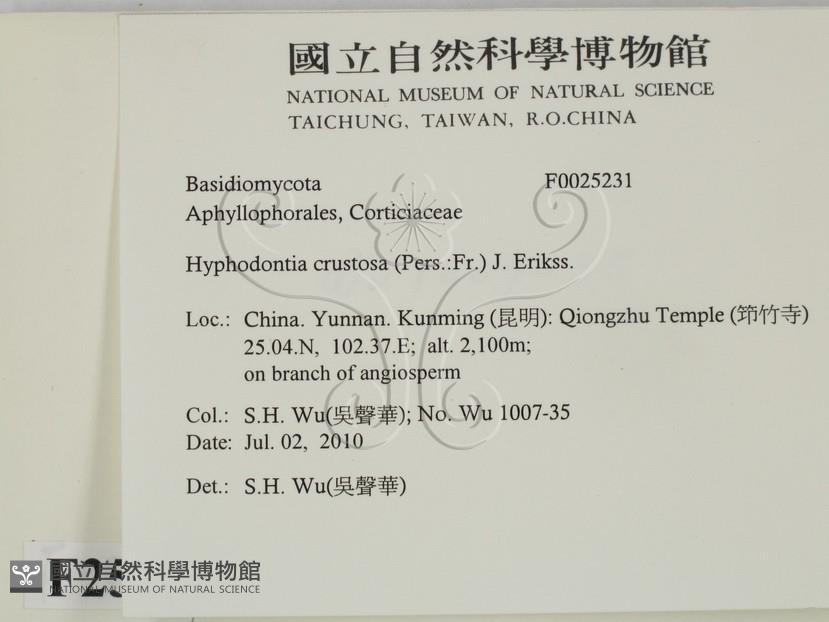 國立自然科學博物館
NATIONAL MUSEUM OF NATURAL SCIENCE
TAICHUNG, TAIWAN, R.O.CHINA
Basidiomycota F0025231
Aphyllophorales, Corticiaceae
Hyphodontia crustosa (Pers.:Fr.) J. Erikss.
Loc.: China. Yunnan. Kunming (昆明): Qiongzhu Temple (筇竹寺)
25.04.N, 102.37.E; alt. 2,100m;
on branch of angiosperm
Col.: S.H. Wu(吳聲華); No. Wu 1007-35
Date: Jul. 02, 2010
Det.: S.H. Wu(吳聲華)
F25
國立自然科學博物館
NATIONAL MUSEUM OF NATURAL SCIENCE